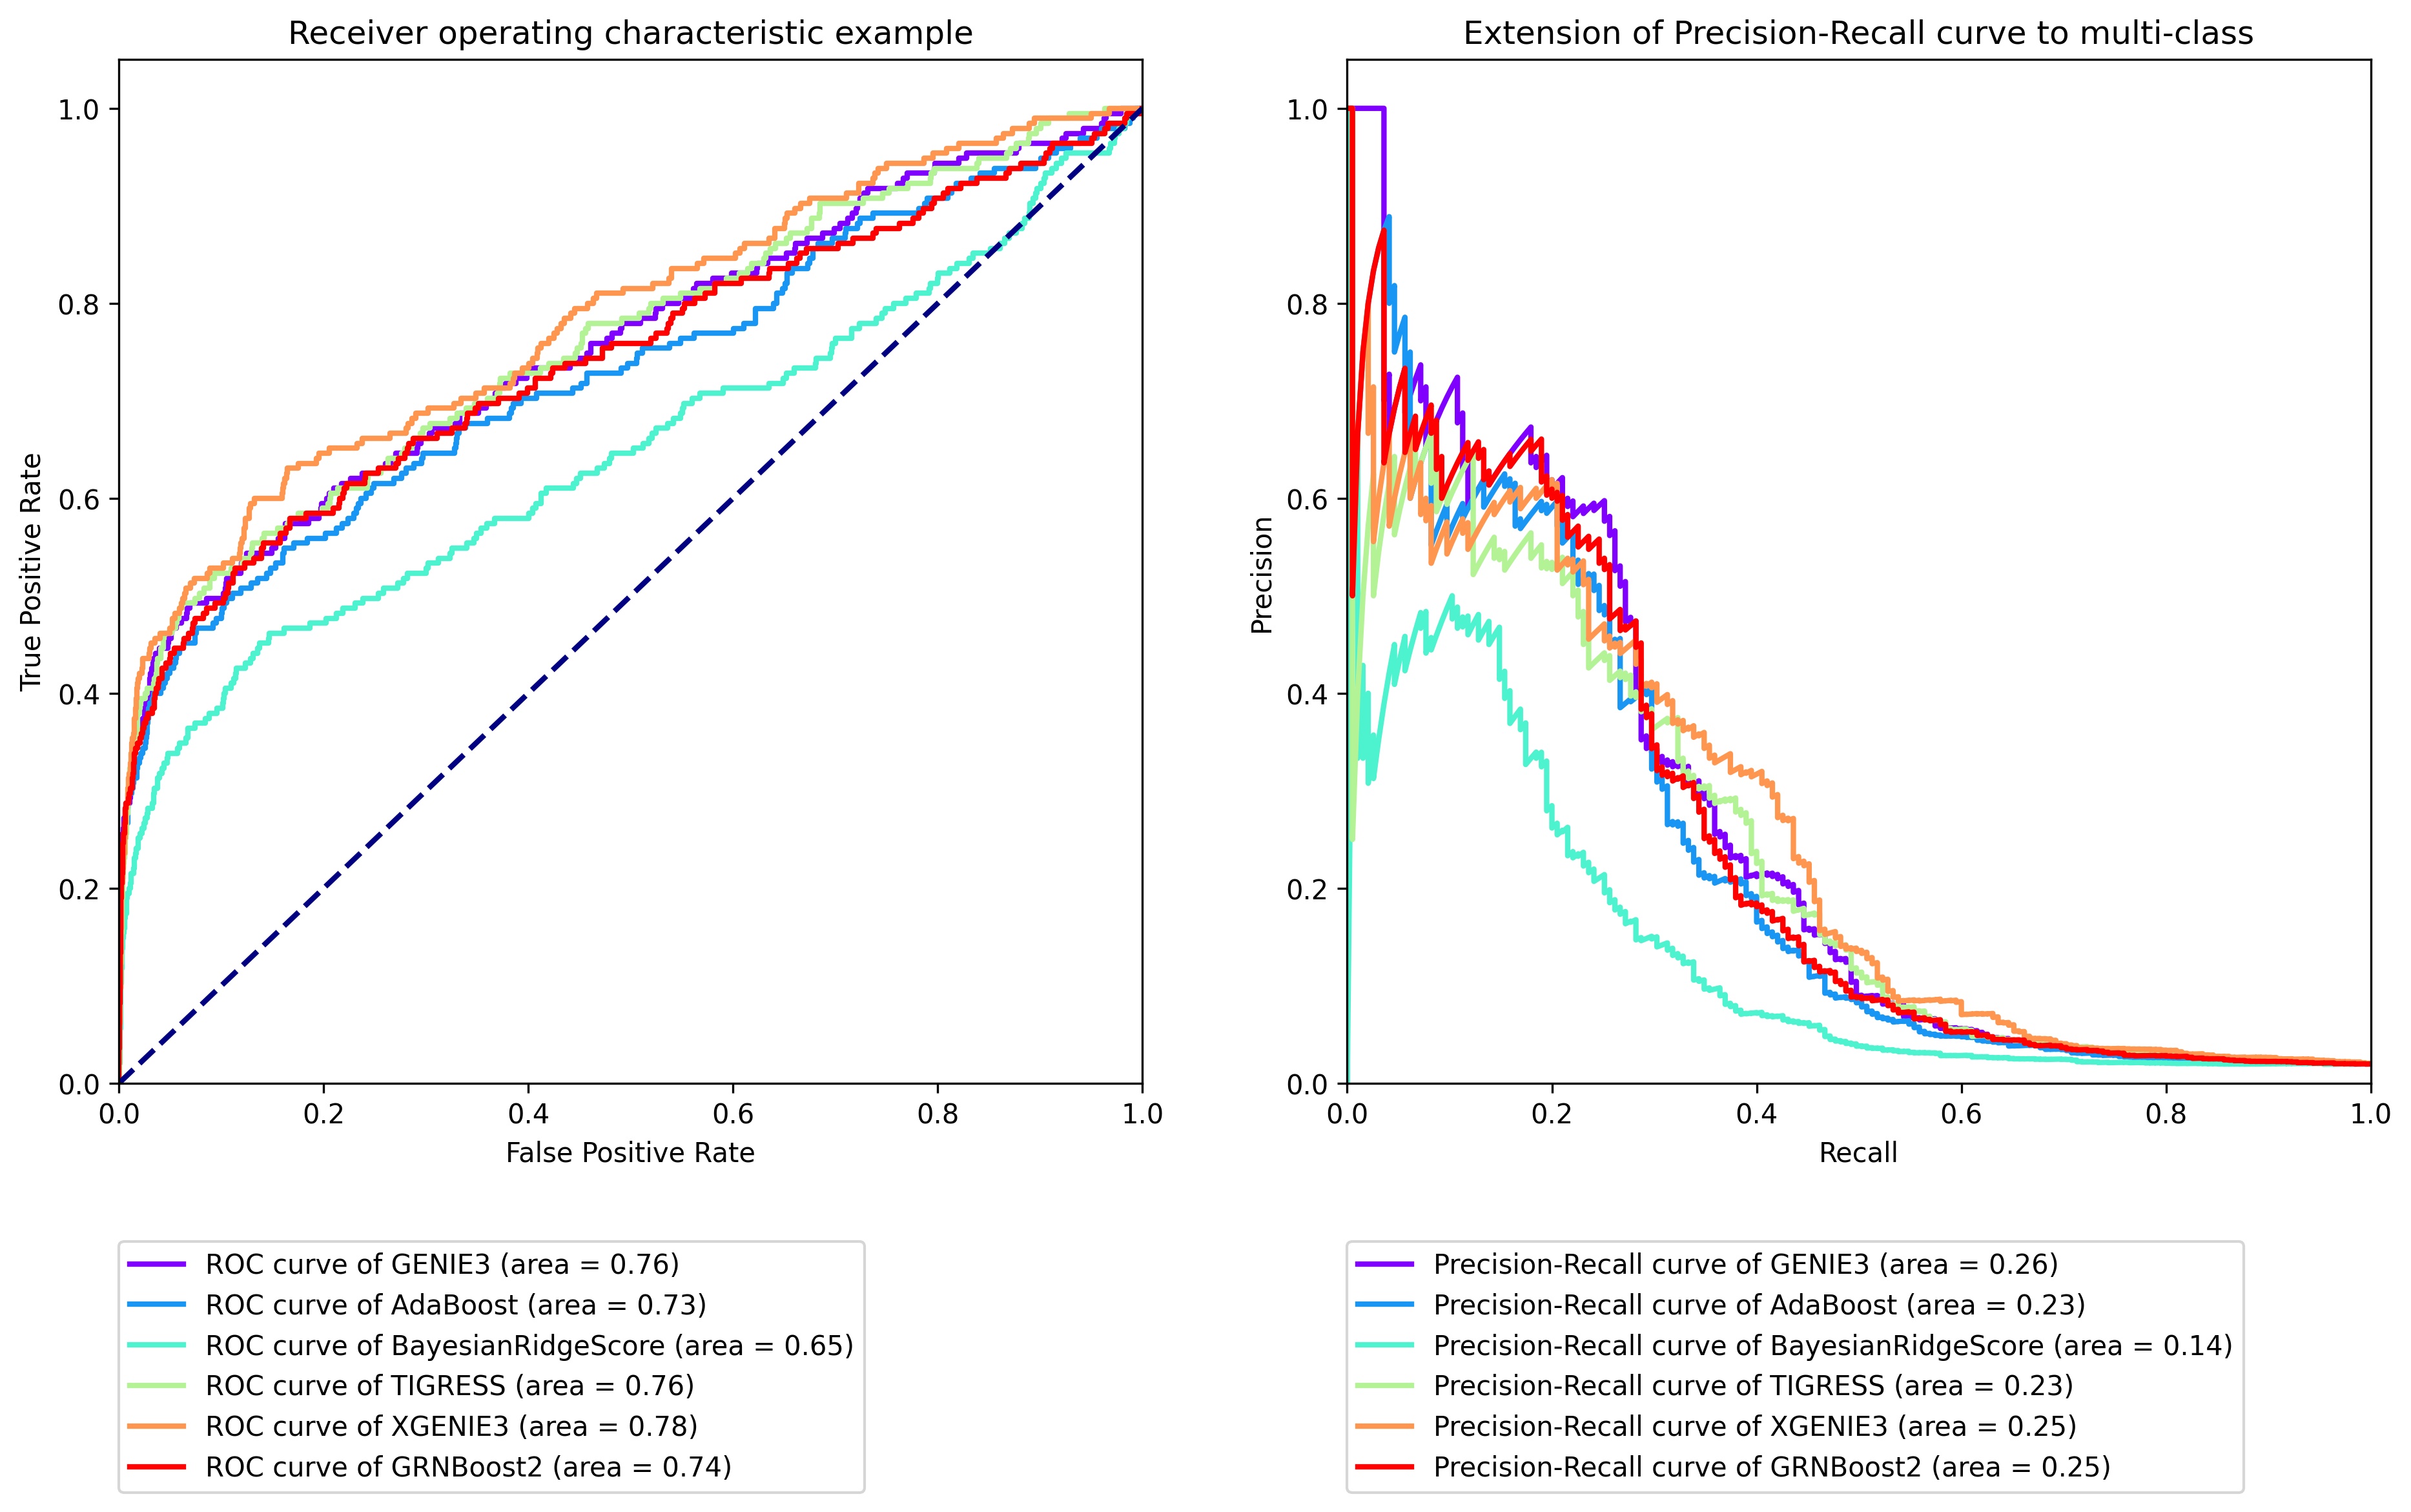 Receiver operating characteristic example
1.0
0.8
0.6
0.4
0.2
0.0
True Positive Rate
0.0 0.2 0.4 0.6 0.8 1.0
False Positive Rate
ROC curve of GENIE3 (area = 0.76)
ROC curve of AdaBoost (area = 0.73)
ROC curve of BayesianRidgeScore (area = 0.65)
ROC curve of TIGRESS (area = 0.76)
ROC curve of XGENIE3 (area = 0.78)
ROC curve of GRNBoost2 (area = 0.74)
Extension of Precision-Recall curve to multi-class
1.0
0.8
0.6
0.4
0.2
0.0
Precision
0.0 0.2 0.4 0.6 0.8 1.0
Recall
Precision-Recall curve of GENIE3 (area = 0.26)
Precision-Recall curve of AdaBoost (area = 0.23)
Precision-Recall curve of BayesianRidgeScore (area = 0.14)
Precision-Recall curve of TIGRESS (area = 0.23)
Precision-Recall curve of XGENIE3 (area = 0.25)
Precision-Recall curve of GRNBoost2 (area = 0.25)